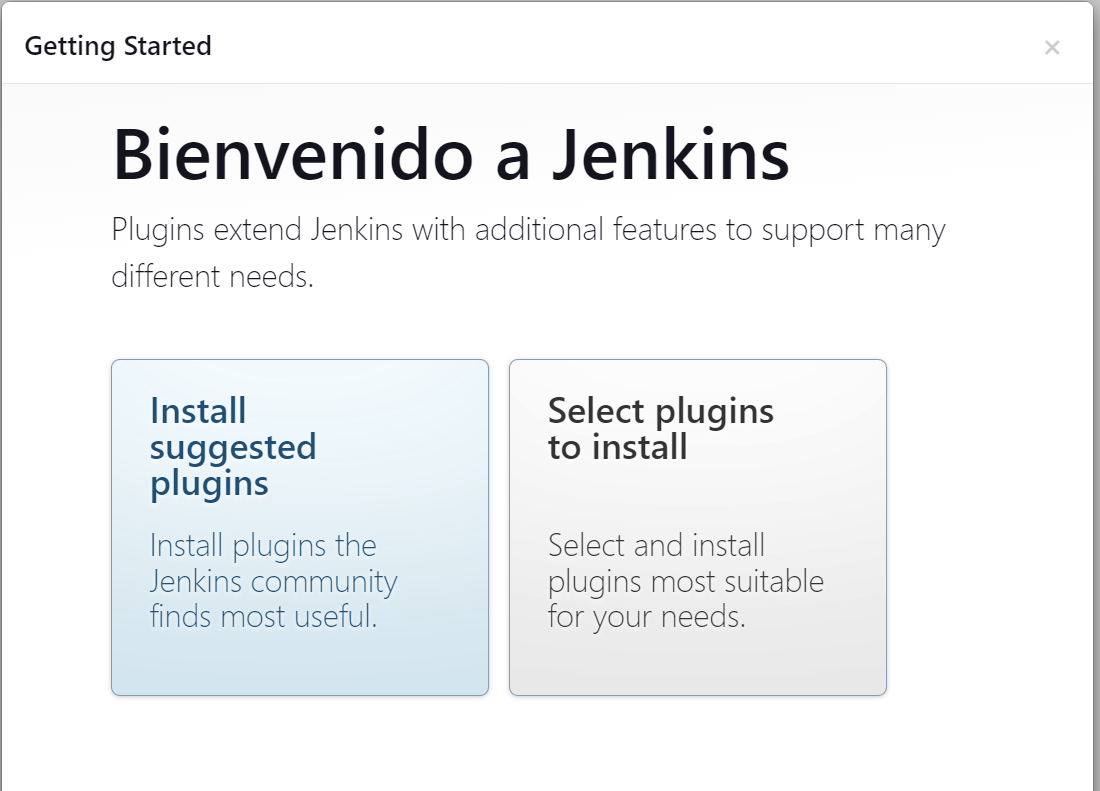 Getting Started
×
Bienvenido a Jenkins
Plugins extend Jenkins with additional features to support many
different needs.
Install
suggested
plugins
Install plugins the
Jenkins community
finds most useful.
Select plugins
to install
Select and install
plugins most suitable
for your needs.